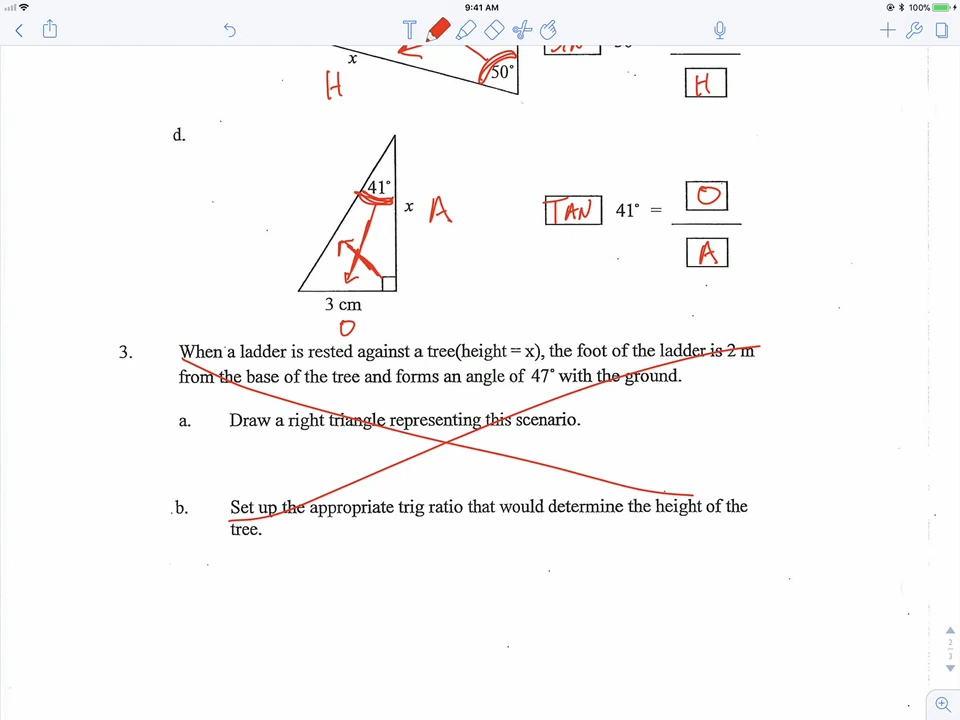 9:41 AM
100%
T
x
50°
H
H
d.
41°
x
A
TAN 41° =
O
A
3 cm
O
3. When a ladder is rested against a tree(height = x), the foot of the ladder is 2 m
from the base of the tree and forms an angle of 47° with the ground.
a. Draw a right triangle representing this scenario.
b. Set up the appropriate trig ratio that would determine the height of the
tree.
2
3